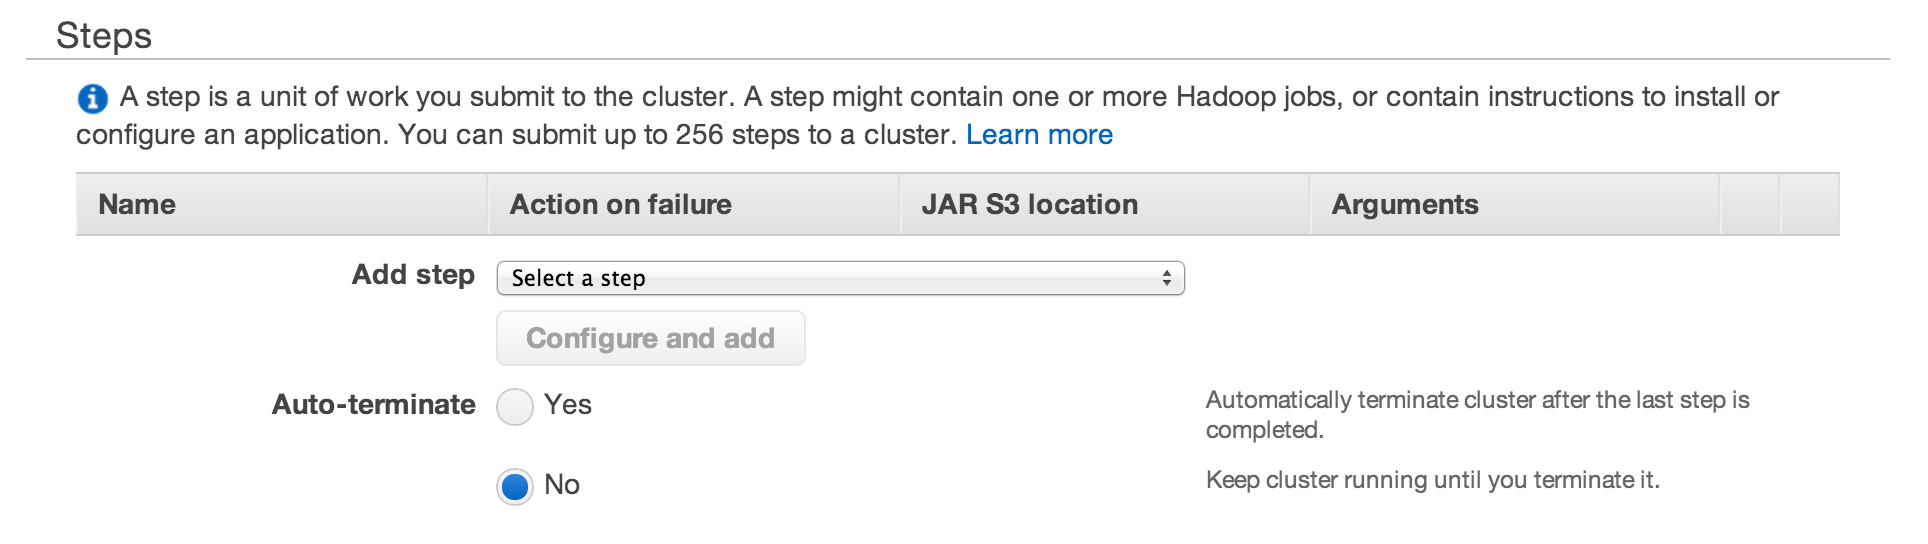 Steps
A step is a unit of work you submit to the cluster. A step might contain one or more Hadoop jobs, or contain instructions to install or
configure an application. You can submit up to 256 steps to a cluster. Learn more
Name Action on failure JAR S3 location Arguments
Add step Select a step
Configure and add
Auto-terminate Yes Automatically terminate cluster after the last step is
completed.
No Keep cluster running until you terminate it.